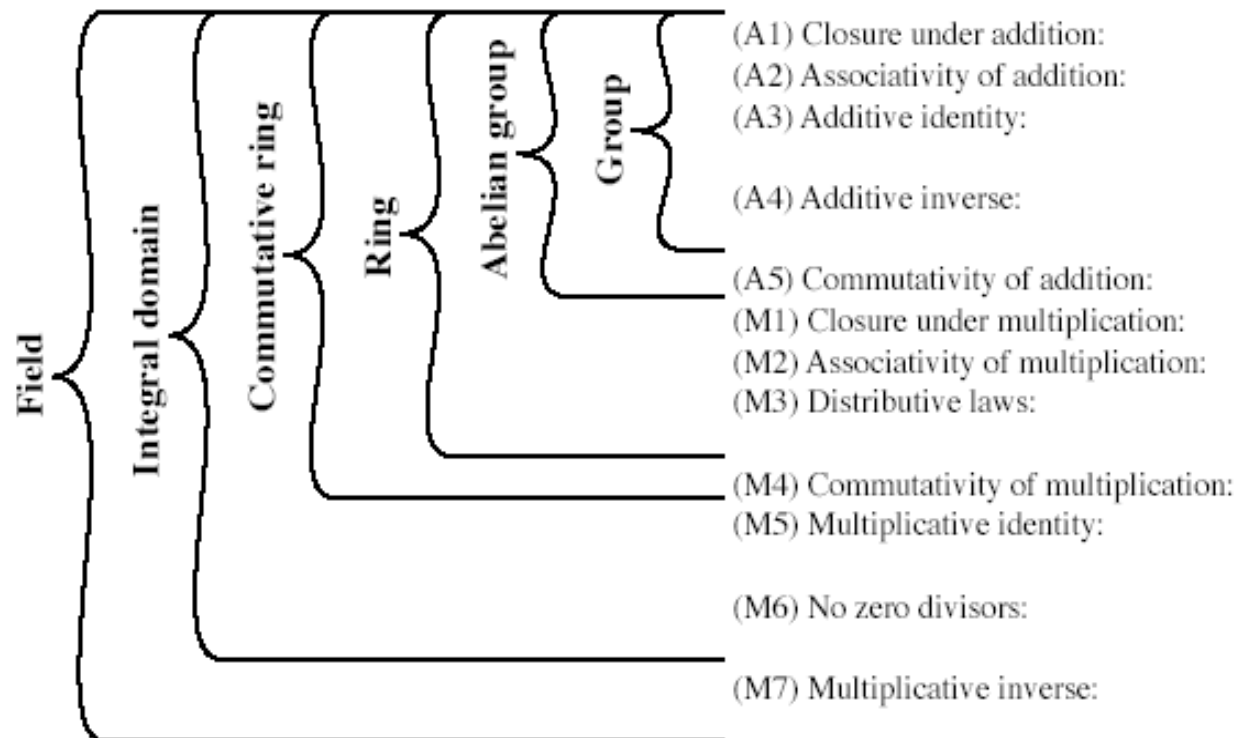 Field
Integral domain
Commutative ring
Ring
Abelian group
Group
(A1) Closure under addition:
(A2) Associativity of addition:
(A3) Additive identity:
(A4) Additive inverse:
(A5) Commutativity of addition:
(M1) Closure under multiplication:
(M2) Associativity of multiplication:
(M3) Distributive laws:
(M4) Commutativity of multiplication:
(M5) Multiplicative identity:
(M6) No zero divisors:
(M7) Multiplicative inverse: